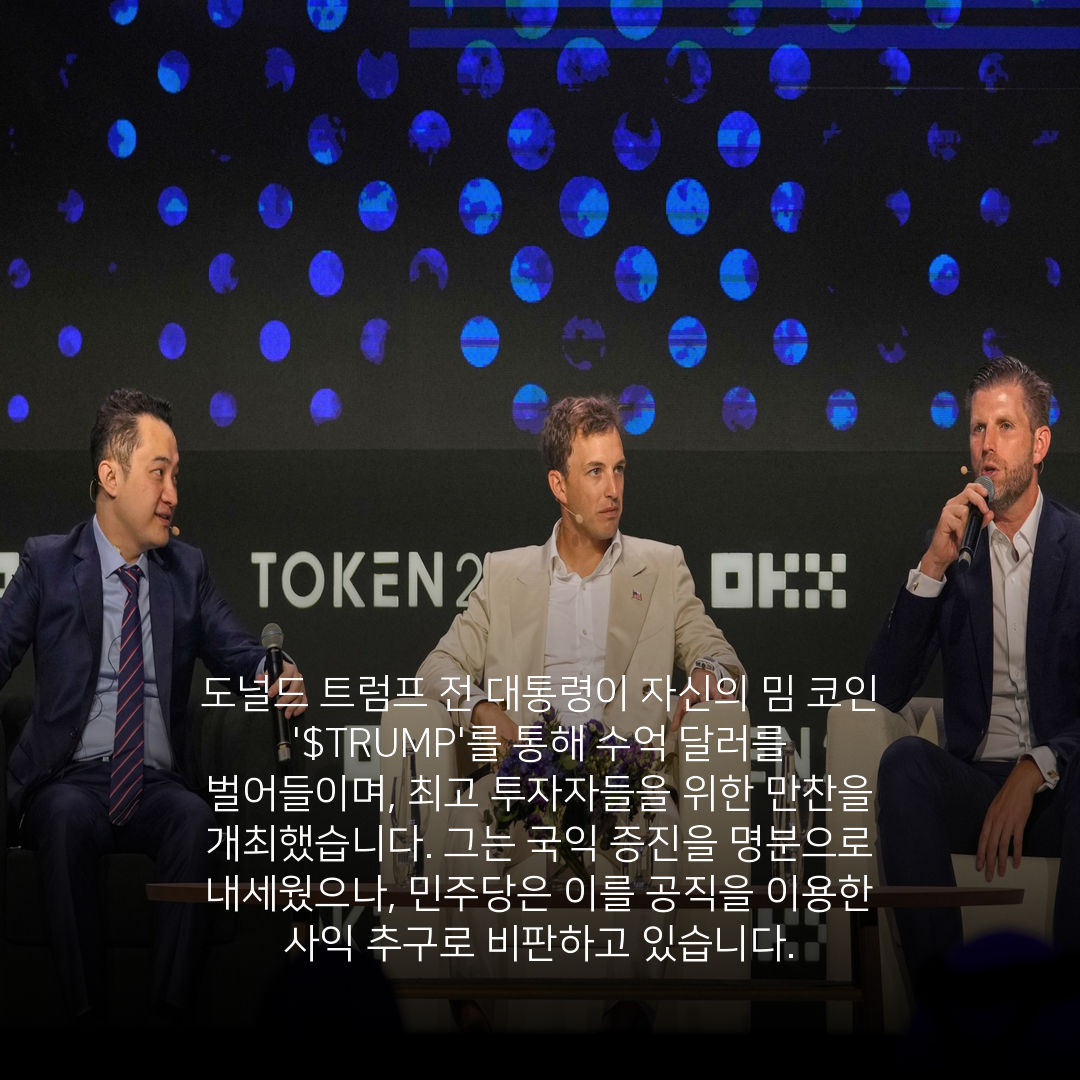 TOKEN2
OKX
도널드 트럼프 전 대통령이 자신의 밈 코인
'$TRUMP'를 통해 수억 달러를
벌어들이며, 최고 투자자들을 위한 만찬을
개최했습니다. 그는 국익 증진을 명분으로
내세웠으나, 민주당은 이를 공직을 이용한
사익 추구로 비판하고 있습니다.